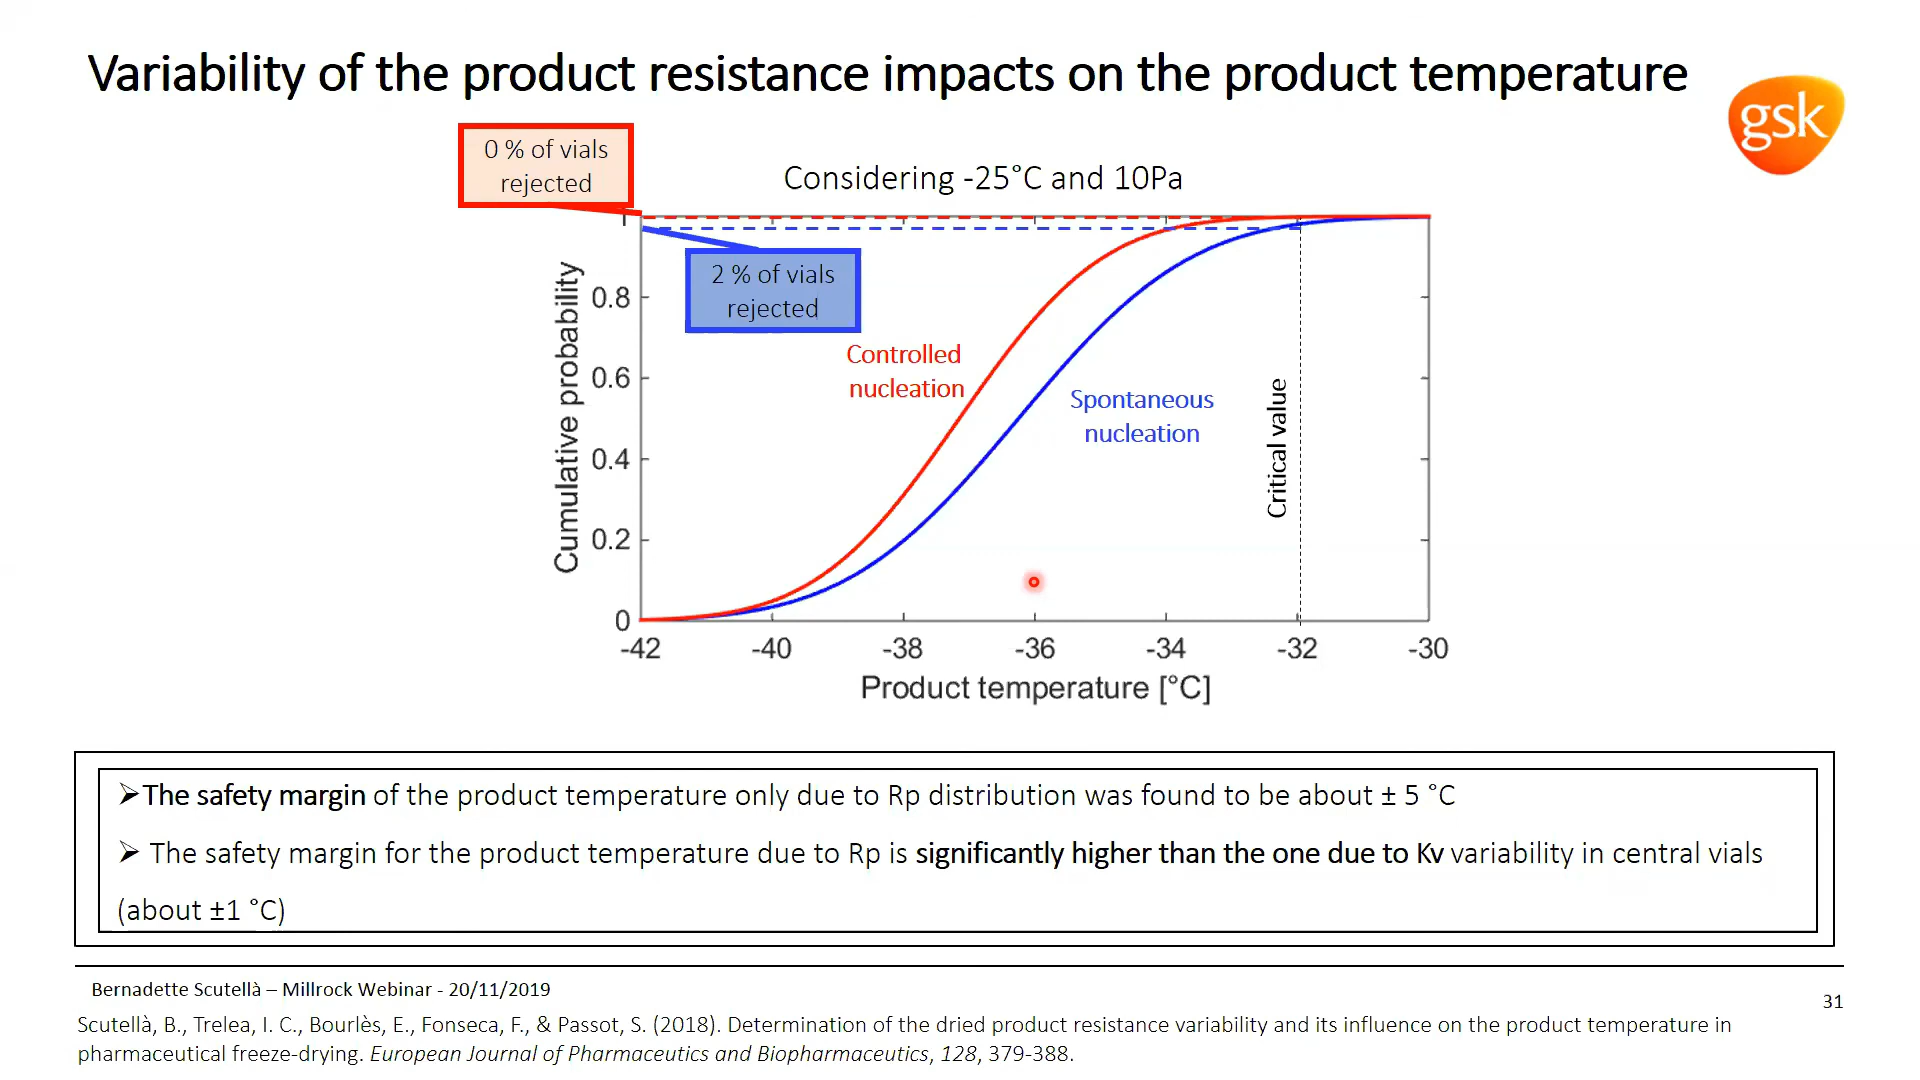 Variability of the product resistance impacts on the product temperature
gsk
0 % of vials
rejected
Considering -25°C and 10Pa
1
2 % of vials
rejected
0.8
Controlled
nucleation
0.6
Spontaneous
nucleation
Critical value
Cumulative probability
0.4
0.2
0
-42 -40 -38 -36 -34 -32 -30
Product temperature [°C]
➢The safety margin of the product temperature only due to Rp distribution was found to be about ± 5 °C
➢ The safety margin for the product temperature due to Rp is significantly higher than the one due to Kv variability in central vials
(about ±1 °C)
Bernadette Scutellà – Millrock Webinar - 20/11/2019
31
Scutellà, B., Trelea, I. C., Bourlès, E., Fonseca, F., & Passot, S. (2018). Determination of the dried product resistance variability and its influence on the product temperature in
pharmaceutical freeze-drying. European Journal of Pharmaceutics and Biopharmaceutics, 128, 379-388.